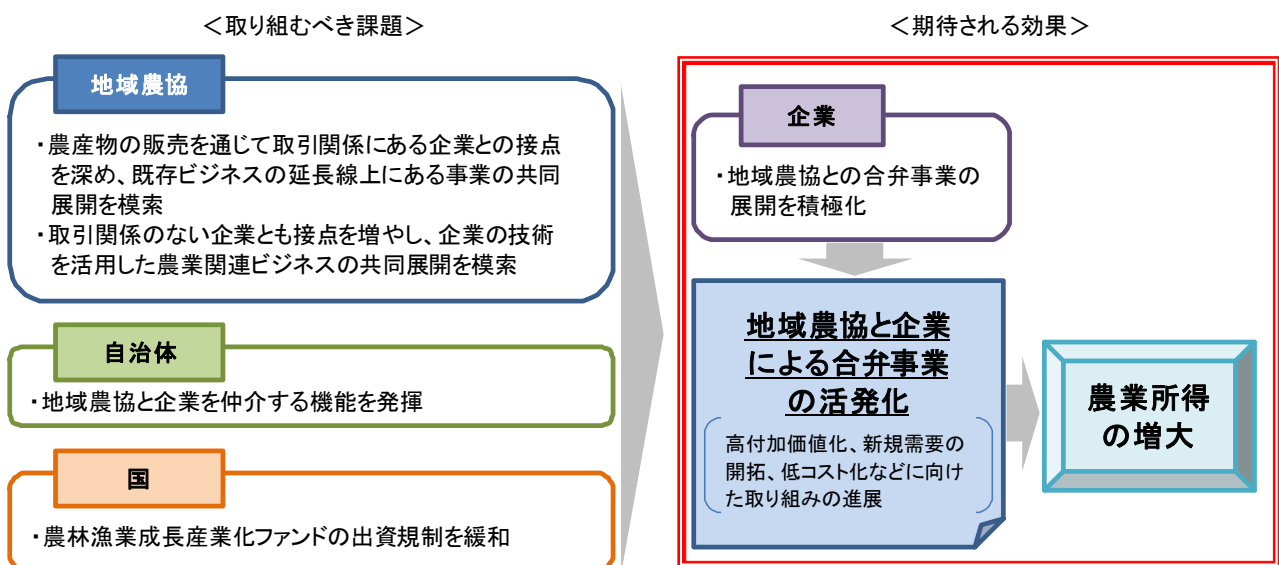 ＜取り組むべき課題＞
地域農協
・農産物の販売を通じて取引関係にある企業との接点
を深め、既存ビジネスの延長線上にある事業の共同
展開を模索
・取引関係のない企業とも接点を増やし、企業の技術
を活用した農業関連ビジネスの共同展開を模索
自治体
・地域農協と企業を仲介する機能を発揮
国
・農林漁業成長産業化ファンドの出資規制を緩和
＜期待される効果＞
企業
・地域農協との合弁事業の
展開を積極化
地域農協と企業
による合弁事業
の活発化
高付加価値化、新規需要の
開拓、低コスト化などに向け
た取り組みの進展
農業所得
の増大